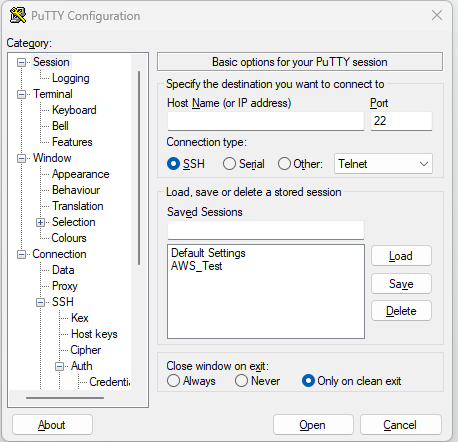 PuTTY Configuration
Category:
Session
Logging
Terminal
Keyboard
Bell
Features
Window
Appearance
Behaviour
Translation
Selection
Colours
Connection
Data
Proxy
SSH
Kex
Host keys
Cipher
Auth
Credentia
Basic options for your PuTTY session
Specify the destination you want to connect to
Host Name (or IP address) Port
22
Connection type:
SSH Serial Other: Telnet
Load, save or delete a stored session
Saved Sessions
Default Settings
AWS_Test
Load
Save
Delete
Close window on exit:
Always Never Only on clean exit
About Open Cancel